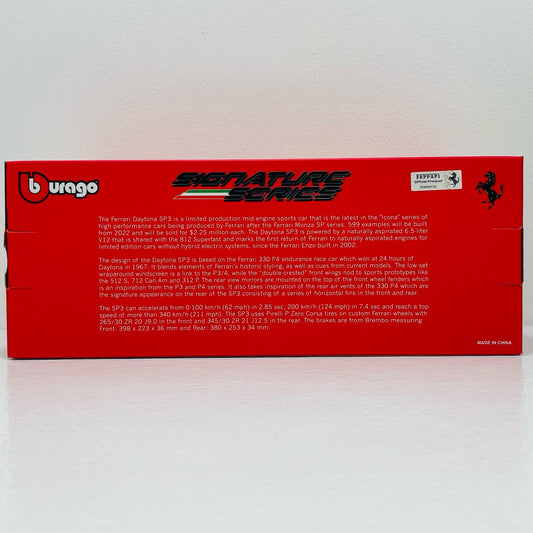 burago
SIGNATURE
SERIES
Ferrari
Official Product
The Ferrari Daytona SP3 is a limited production mid engine sports car that is the latest in the "Icona" series of
high-performance cars being produced by Ferrari after the Ferrari Monza SP series. 599 examples will be built
from 2022 and will be sold for $2.25 million each. The Daytona SP3 is powered by a naturally aspirated 6.5-liter
V12 that is shared with the 812 Superfast and marks the first return of Ferrari to naturally aspirated engines for
limited edition cars without hybrid electric systems, since the Ferrari Enzo built in 2002.
The design of the Daytona SP3 is based on the Ferrari 330 P4 endurance race car which won at 24 hours of
Daytona in 1967. It blends elements of Ferrari's historic styling, as well as cues from current models. The low-set
wraparound windscreen is a link to the P3/4, while the "double-crested" front wings nod to sports prototypes like
the 512 S, 712 Can-Am and 312 P. The rear view mirrors are mounted on the top of the front wheel fenders which
is an inspiration from the P3 and P4 series. It also takes inspiration of the rear air vents of the 330 P4 which are
the signature appearance on the rear of the SP3 consisting of a series of horizontal fins in the front and rear.
The SP3 can accelerate from 0-100 km/h (62 mph) in 2.85 sec, 200 km/h (124 mph) in 7.4 sec and reach a top
speed of more than 340 km/h (211 mph). The SP3 uses Pirelli P Zero Corsa tires on custom Ferrari wheels with
265/30 ZR 20 J9.0 in the front and 345/30 ZR 21 J12.5 in the rear. The brakes are from Brembo measuring
Front: 398 x 223 x 36 mm and Rear: 380 x 253 x 34 mm.
MADE IN CHINA